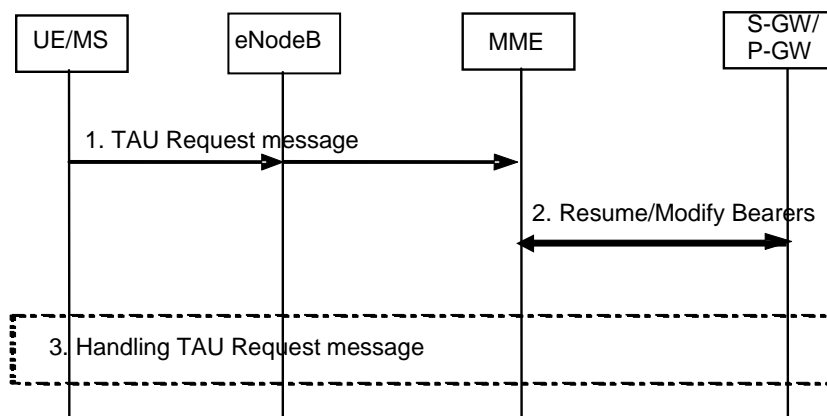 UE/MS
eNodeB
MME
S-GW/
P-GW
1. TAU Request message
2. Resume/Modify Bearers
3. Handling TAU Request message